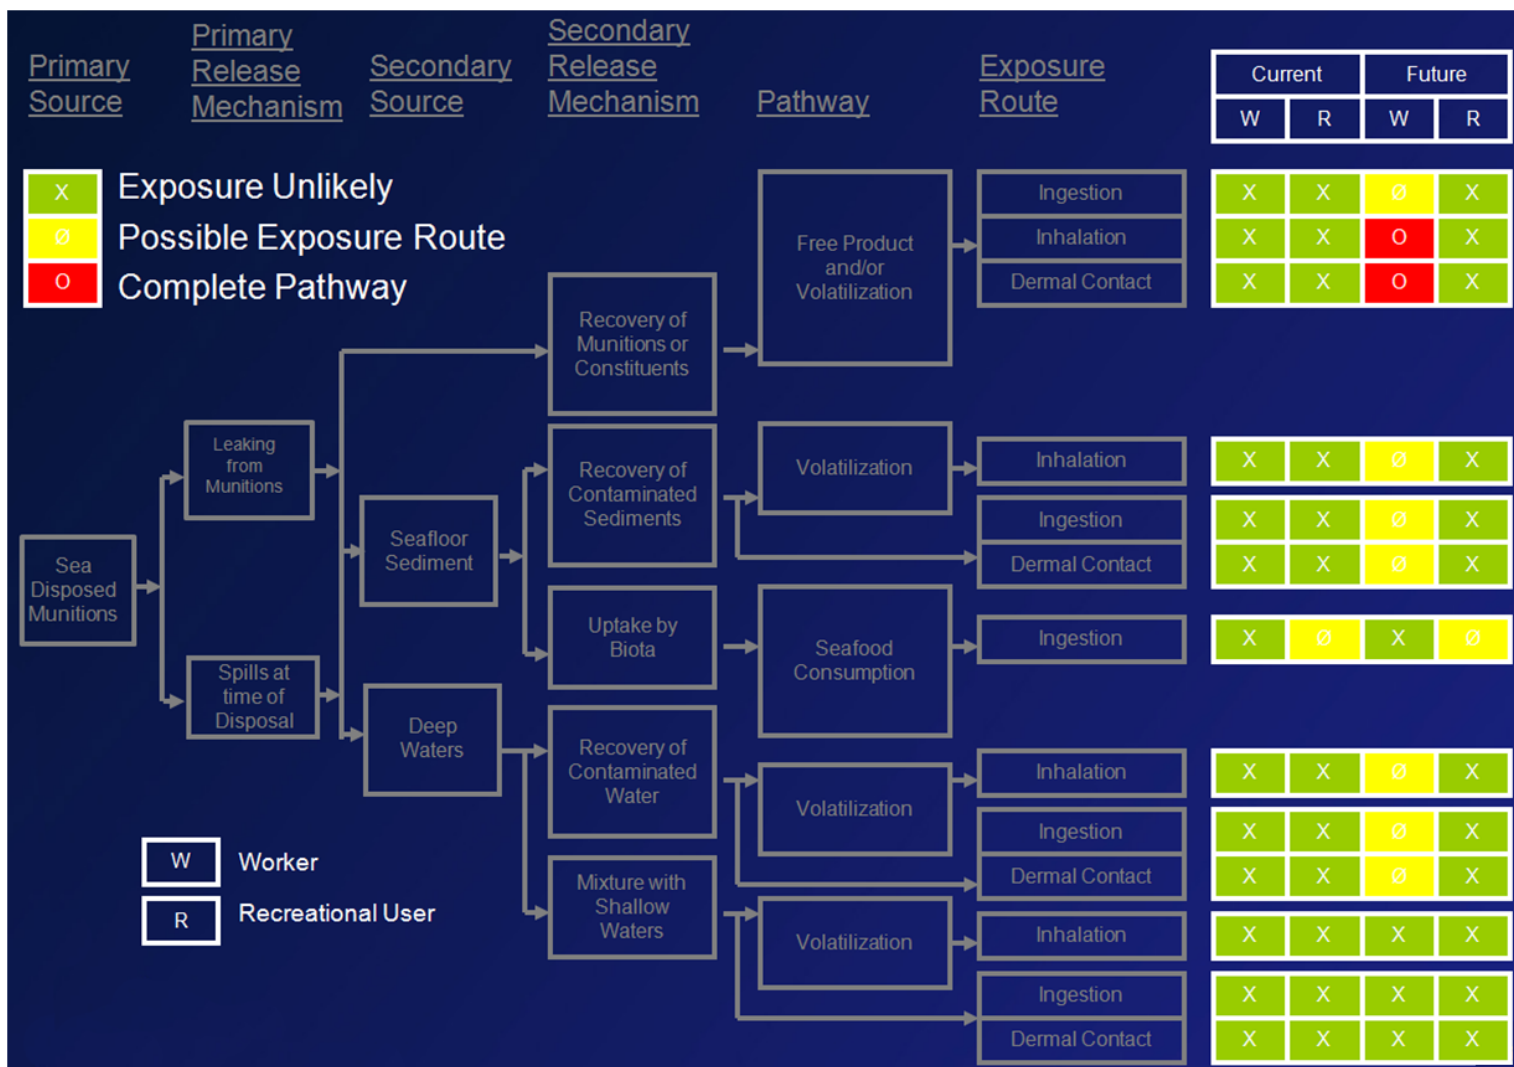 Primary
Source
Primary
Release
Mechanism
Secondary
Source
Secondary
Release
Mechanism
Pathway
Exposure
Route
Current Future
W R W R
X Exposure Unlikely
Ø Possible Exposure Route
O Complete Pathway
Sea
Disposed
Munitions
Leaking
from
Munitions
Spills at
time of
Disposal
Seafloor
Sediment
Deep
Waters
Recovery of
Munitions or
Constituents
Recovery of
Contaminated
Sediments
Uptake by
Biota
Recovery of
Contaminated
Water
Mixture with
Shallow
Waters
Free Product
and/or
Volatilization
Volatilization
Seafood
Consumption
Volatilization
Volatilization
Ingestion X X Ø X
Inhalation X X O X
Dermal Contact X X O X
Inhalation X X Ø X
Ingestion X X Ø X
Dermal Contact X X Ø X
Ingestion X Ø X Ø
Inhalation X X Ø X
Ingestion X X Ø X
Dermal Contact X X Ø X
Inhalation X X X X
Ingestion X X X X
Dermal Contact X X X X
W Worker
R Recreational User